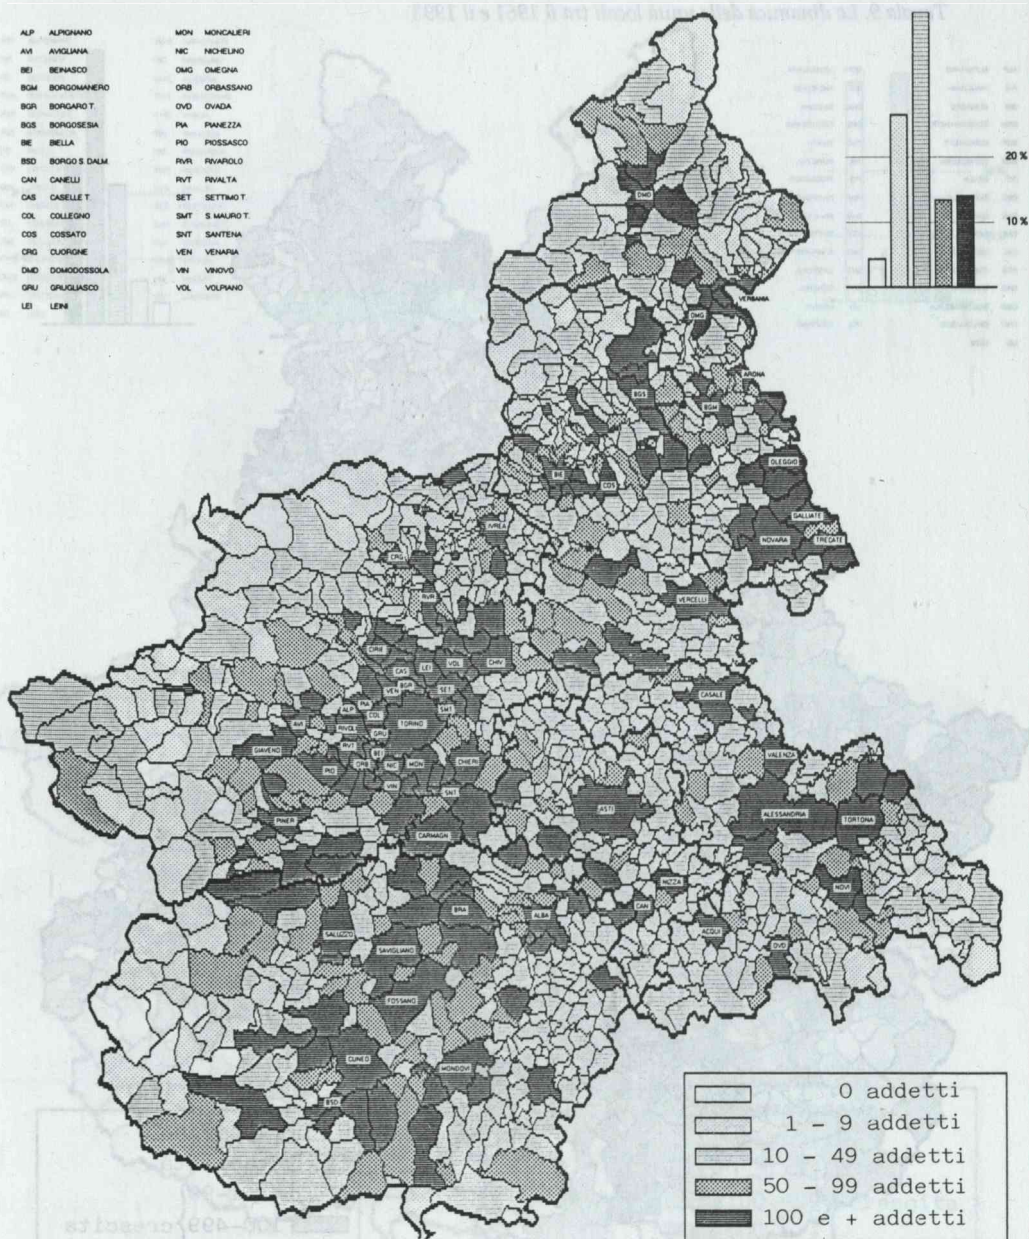 ALP ALPIGNANO
AVI AVIGLIANA
BEI BEINASCO
BGM BORGOMANERO
BGR BORGARO T.
BGS BORGOSESIA
BIE BIELLA
BSD BORGO S. DALM.
CAN CANELLI
CAS CASELLE T.
COL COLLEGNO
COS COSSATO
CRG CUORGNE
DMD DOMODOSSOLA
GRU GRUGLIASCO
LEI LEINI
MON MONCALIERI
NIC NICHELINO
OMG OMEGNA
ORB ORBASSANO
OVD OVADA
PIA PIANEZZA
PIO PIOSSASCO
RVR RIVAROLO
RVT RIVALTA
SET SETTIMO T.
SMT S. MAURO T.
SNT SANTENA
VEN VENARIA
VIN VINOVO
VOL VOLPIANO
20 %
10 %
DMD
VERBANIA
OMG
ARONA
BGS
BGM
OLEGGIO
BIE
COS
GALLIATE
IVREA
NOVARA
TRECATE
CRG
RVR
VERCELLI
CIRIE
CAS
LEI
VOL
CHIV
VEN
BGR
SET
CASALE
ALP
PIA
SMT
AVI
RIVOL
COL
TORINO
GRU
GIAVENO
RVT
BEI
VALENZA
PIO
ORB
NIC
MON
CHIERI
VIN
SNT
ASTI
ALESSANDRIA
TORTONA
PINER
CARMAGN
NIZZA
NOVI
BRA
ALBA
CAN
SALUZZO
ACQUI
SAVIGLIANO
OVD
FOSSANO
CUNEO
MONDOVI
BSD
0 addetti
1 - 9 addetti
10 - 49 addetti
50 - 99 addetti
100 e + addetti